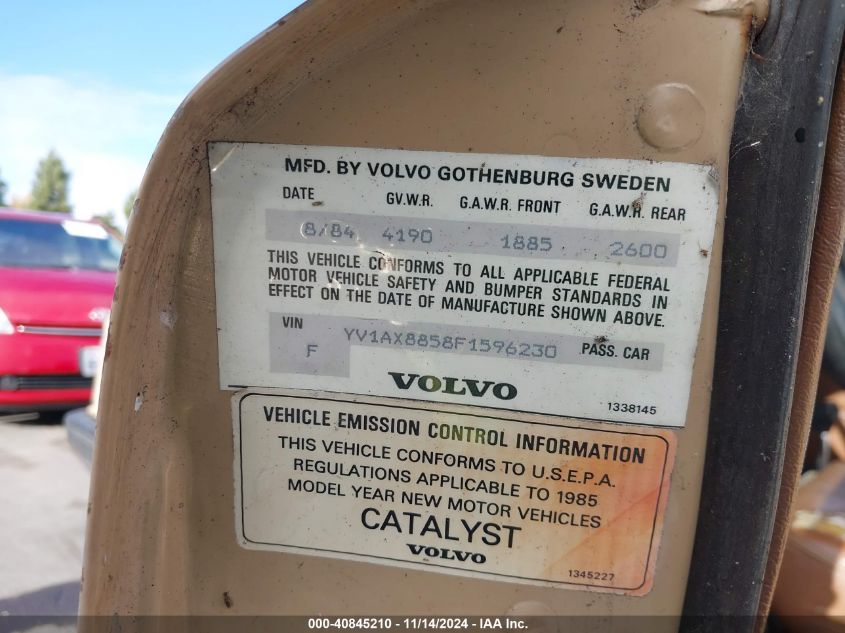 MFD. BY VOLVO GOTHENBURG SWEDEN
DATE GV.W.R. G.A.W.R. FRONT G.A.W.R. REAR
8/84 4190 1885 2600
THIS VEHICLE CONFORMS TO ALL APPLICABLE FEDERAL
MOTOR VEHICLE SAFETY AND BUMPER STANDARDS IN
EFFECT ON THE DATE OF MANUFACTURE SHOWN ABOVE.
VIN YV1AX8858F1596230 PASS. CAR
F
VOLVO
1338145
VEHICLE EMISSION CONTROL INFORMATION
THIS VEHICLE CONFORMS TO U.S.E.P.A.
REGULATIONS APPLICABLE TO 1985
MODEL YEAR NEW MOTOR VEHICLES
CATALYST
VOLVO
1345227
000-40845210 - 11/14/2024 - IAA Inc.